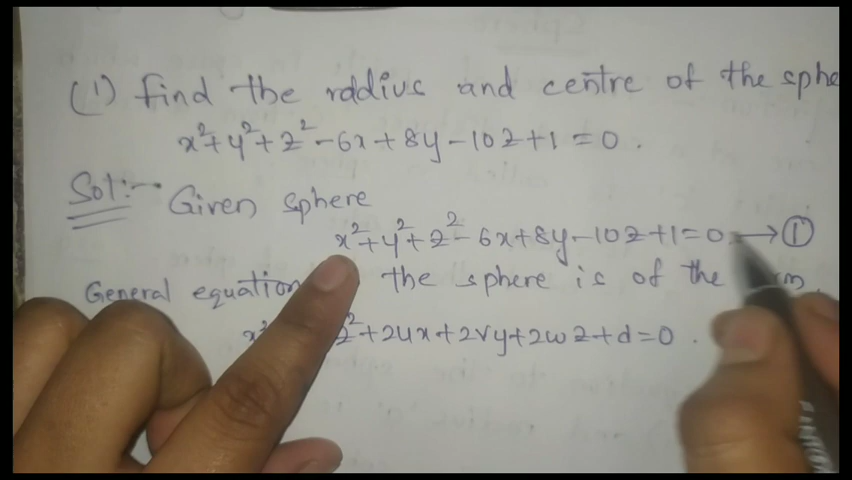 (1) find the raddius and centre of the sphe
x²+y²+z²-6x+8y-10z+1=0.
Sol:-
Given sphere
x²+y²+z²-6x+8y-10z+1=0 → ①
General equation the sphere is of the
z²+2ux+2vy+2wz+d=0.